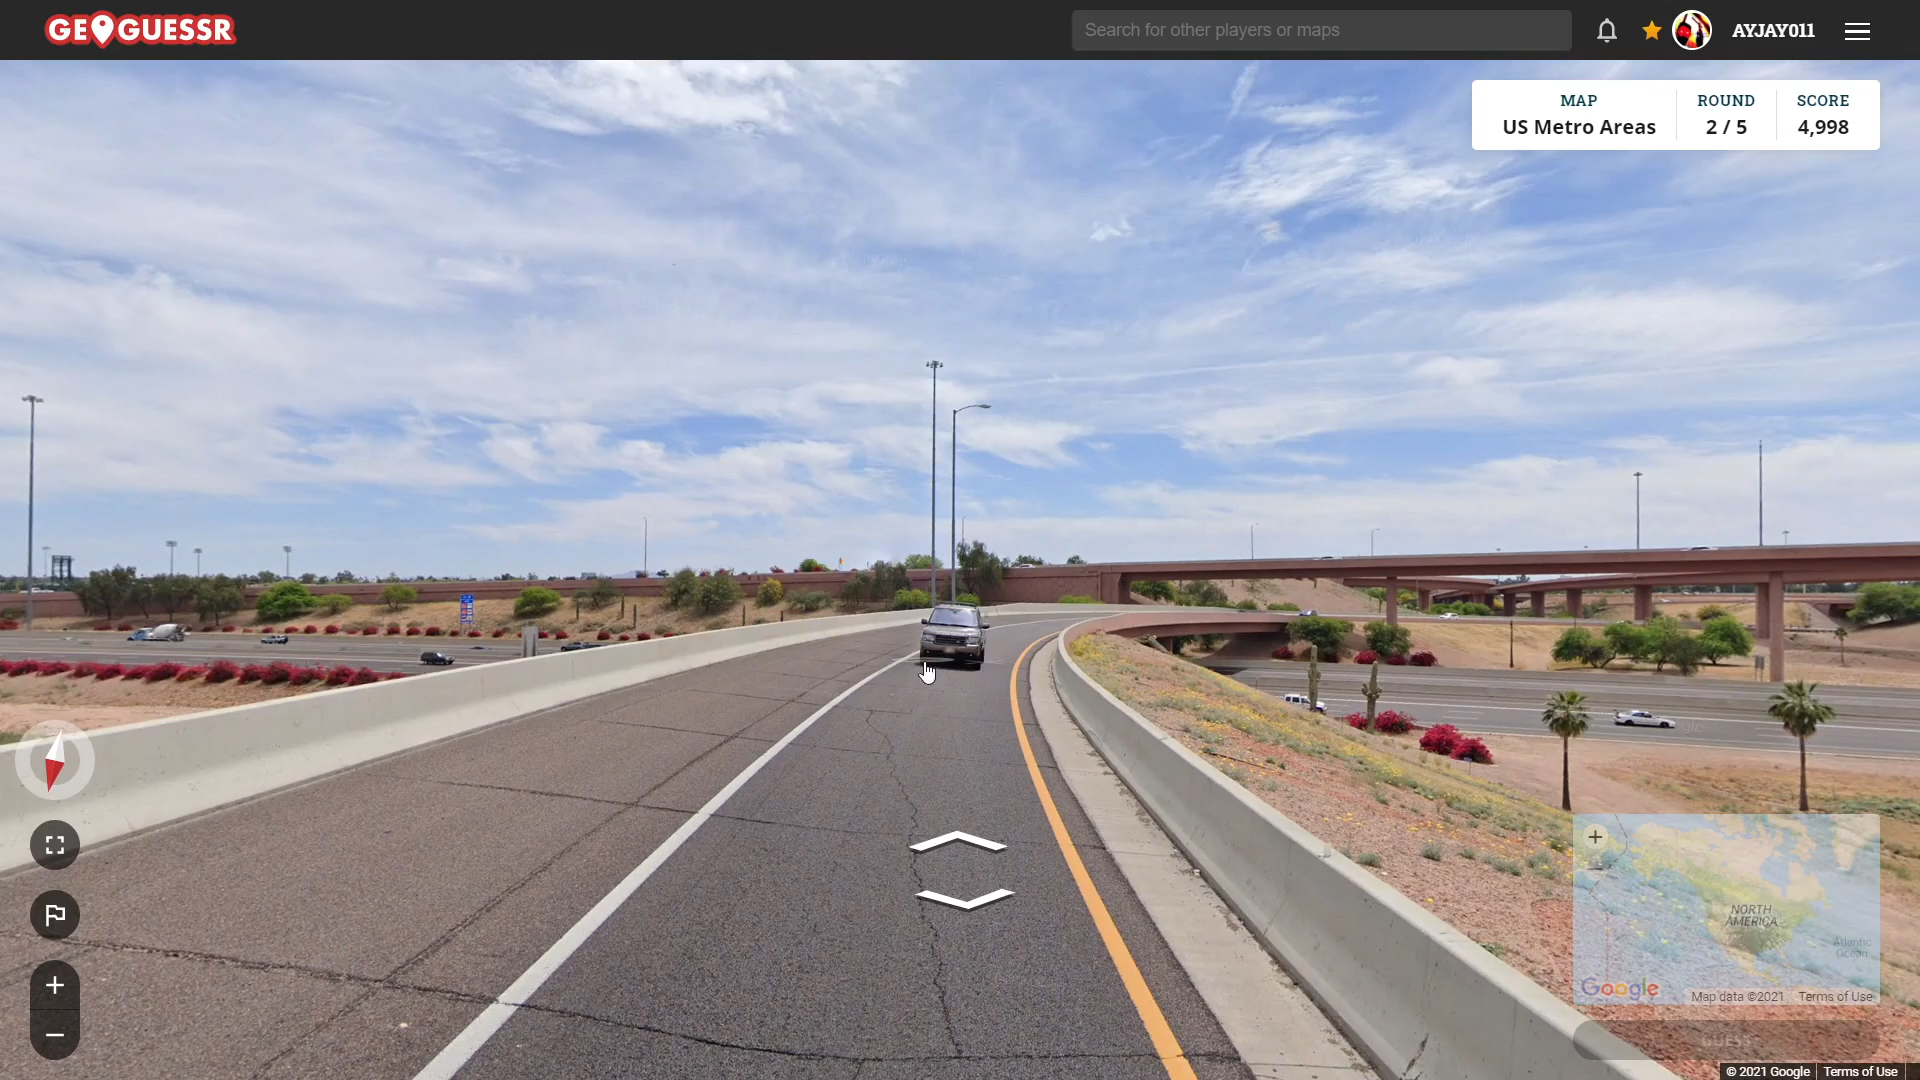 GEOGUESSR
Search for other players or maps
AYJAY011
MAP
US Metro Areas
ROUND
2 / 5
SCORE
4,998
NORTH
AMERICA
Atlantic
Ocean
Google
Map data ©2021
Terms of Use
GUESS
© 2021 Google
Terms of Use